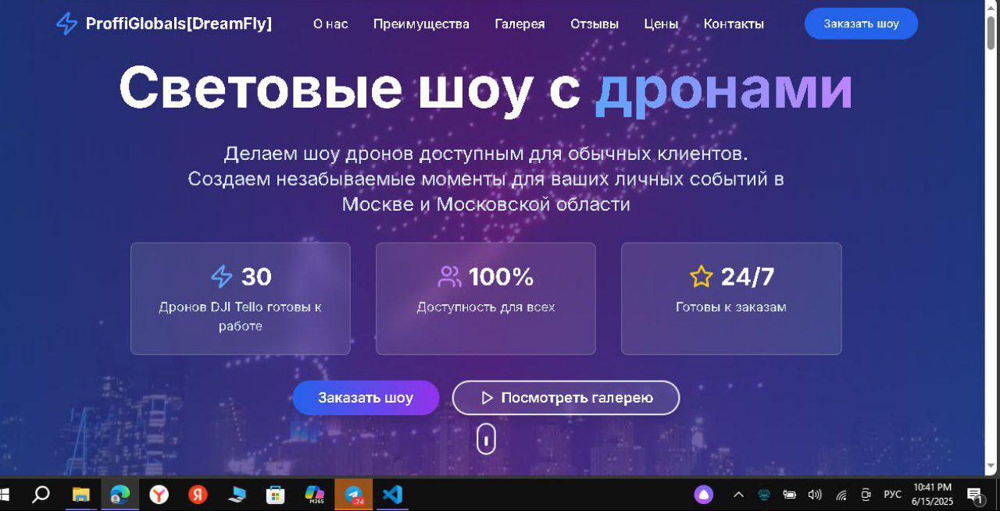 ProffiGlobals[DreamFly]
О нас
Преимущества
Галерея
Отзывы
Цены
Контакты
Заказать шоу
Световые шоу с дронами
Делаем шоу дронов доступным для обычных клиентов.
Создаем незабываемые моменты для ваших личных событий в
Москве и Московской области
30
Дронов DJI Tello готовы к
работе
100%
Доступность для всех
24/7
Готовы к заказам
Заказать шоу
Посмотреть галерею
M365
74
РУС
10:41 PM
6/15/2025
1